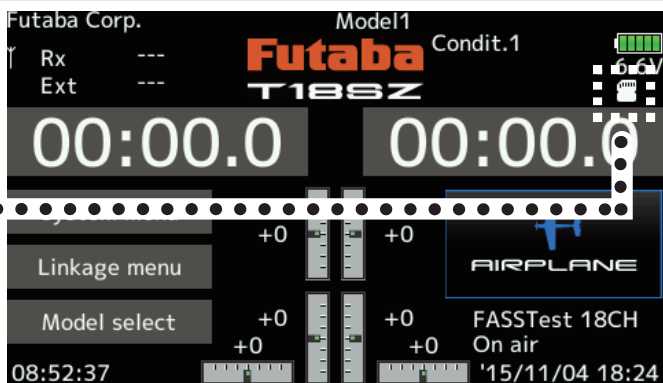 Futaba Corp.
Model1
Condit.1
6.6V
Rx ---
Ext ---
Futaba
T18SZ
00:00.0
00:00.0
+0 +0
Linkage menu
AIRPLANE
Model select
+0 +0
FASSTest 18CH
+0 +0
On air
08:52:37
'15/11/04 18:24